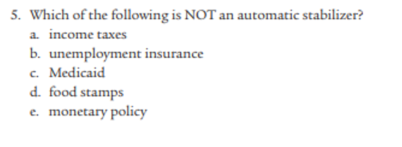 5. Which of the following is NOT an automatic stabilizer?
a. income taxes
b. unemployment insurance
c. Medicaid
d. food stamps
e. monetary policy